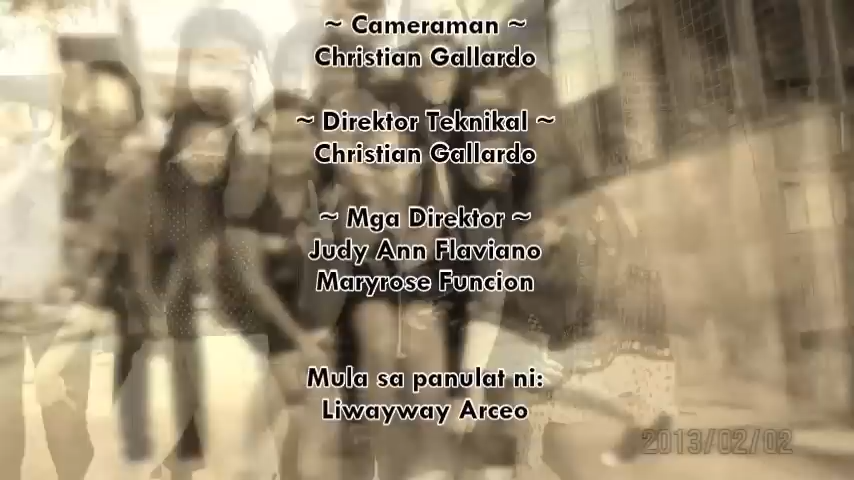 ~ Cameraman ~
Christian Gallardo
~ Direktor Teknikal ~
Christian Gallardo
~ Mga Direktor ~
Judy Ann Flaviano
Maryrose Funcion
Mula sa panulat ni:
Liwayway Arceo
2013/02/02